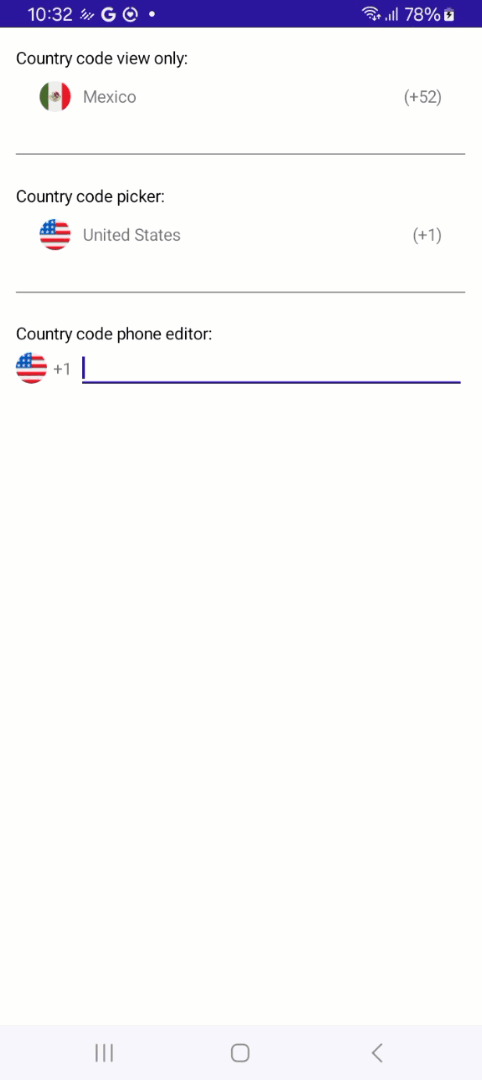 10:32 78%
Country code view only:
Mexico (+52)
Country code picker:
United States (+1)
Country code phone editor:
+1